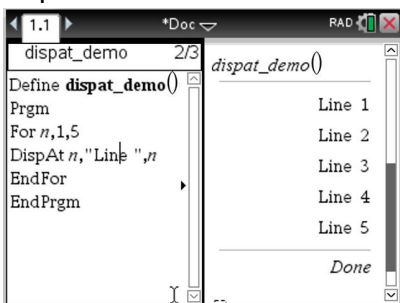 1.1 *Doc RAD
dispat_demo 2/3
Define dispat_demo()
Prgm
For n,1,5
DispAt n,"Line ",n
EndFor
EndPrgm
dispat_demo()
Line 1
Line 2
Line 3
Line 4
Line 5
Done